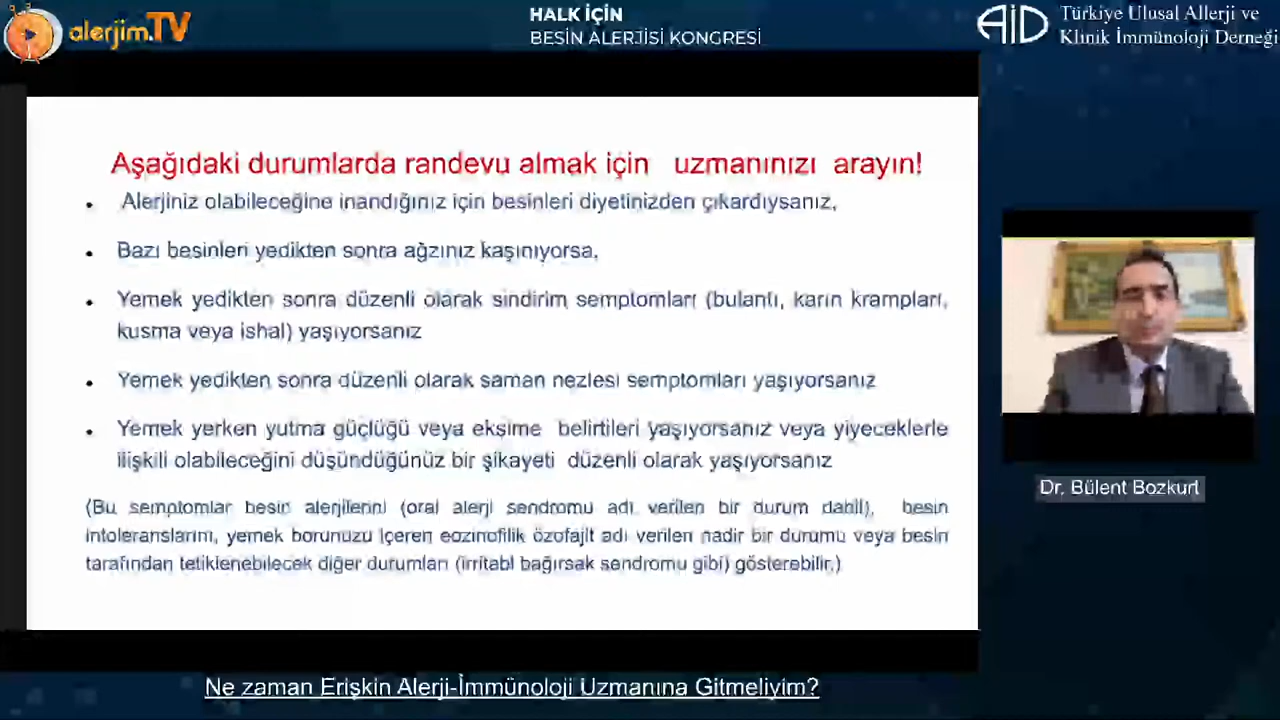 alerjim.TV
HALK İÇİN
BESİN ALERJİSİ KONGRESİ
AİD
Türkiye Ulusal Allerji ve
Klinik İmmünoloji Derneği
Aşağıdaki durumlarda randevu almak için uzmanınızı arayın!
• Alerjiniz olabileceğine inandığınız için besinleri diyetinizden çıkardıysanız,
• Bazı besinleri yedikten sonra ağzınız kaşınıyorsa,
• Yemek yedikten sonra düzenli olarak sindirim semptomları (bulantı, karın krampları,
kusma veya ishal) yaşıyorsanız
• Yemek yedikten sonra düzenli olarak saman nezlesi semptomları yaşıyorsanız
• Yemek yerken yutma güçlüğü veya ekşime belirtileri yaşıyorsanız veya yiyeceklerle
ilişkili olabileceğini düşündüğünüz bir şikayeti düzenli olarak yaşıyorsanız
(Bu semptomlar besin alerjilerini (oral alerji sendromu adı verilen bir durum dahil), besin
intoleranslarını, yemek borunuzu içeren eozinofilik özofajit adı verilen nadir bir durumu veya besin
tarafından tetiklenebilecek diğer durumları (irritabl bağırsak sendromu gibi) gösterebilir.)
Dr. Bülent Bozkurt
Ne zaman Erişkin Alerji-İmmünoloji Uzmanına Gitmeliyim?